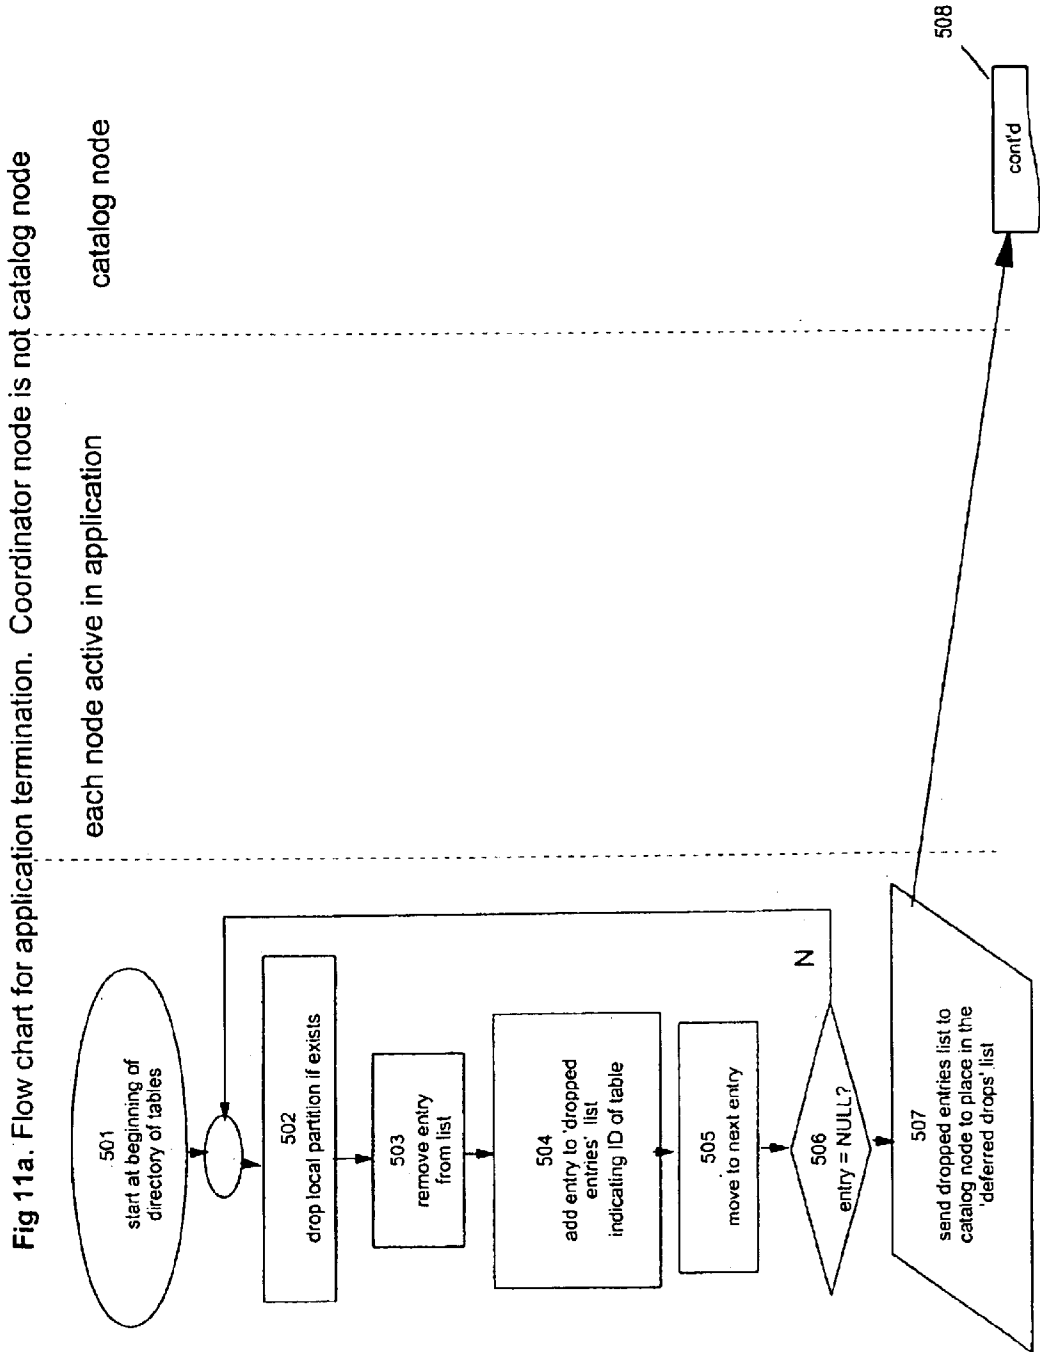 Fig 11a. Flow chart for application termination. Coordinator node is not catalog node
each node active in application
catalog node
501
start at beginning of
directory of tables
502
drop local partition if exists
503
remove entry
from list
504
add entry to 'dropped
entries' list
indicating ID of table
505
move to next entry
506
entry = NULL?
N
507
send dropped entries list to
catalog node to place in the
'deferred drops' list
508
cont'd